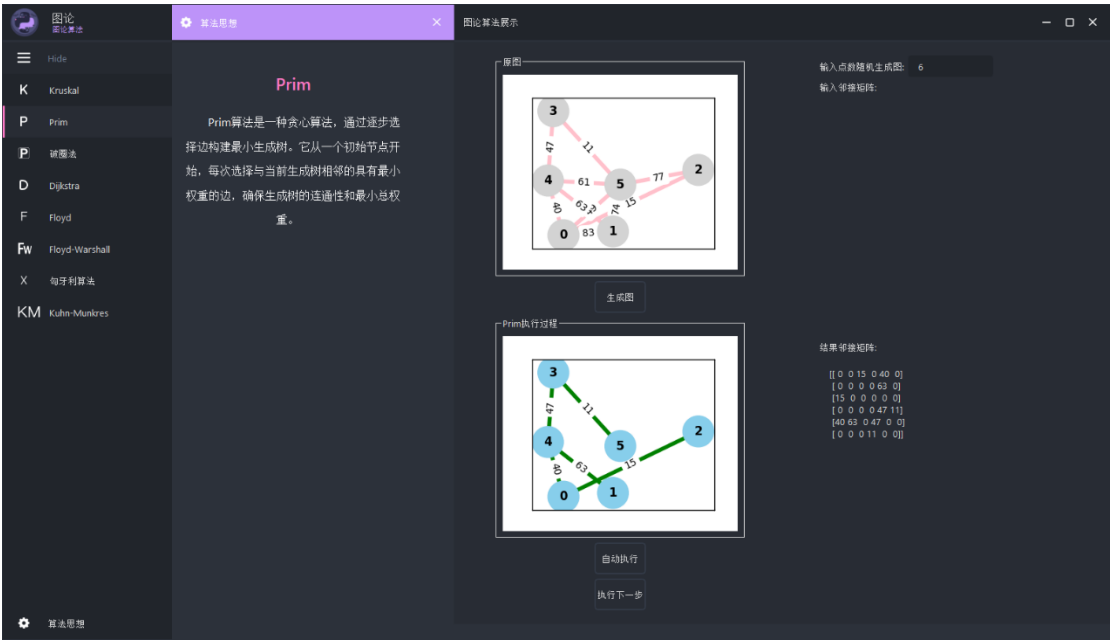 图论
图论算法
Hide
K Kruskal
P Prim
P 破圈法
D Dijkstra
F Floyd
FW Floyd-Warshall
X 匈牙利算法
KM Kuhn-Munkres
算法思想
算法思想 ×
Prim
Prim算法是一种贪心算法，通过逐步选
择边构建最小生成树。它从一个初始节点开
始，每次选择与当前生成树相邻的具有最小
权重的边，确保生成树的连通性和最小总权
重。
图论算法展示
原图
3
47
11
4
61
5
77
2
40
63
74
15
0
83
1
生成图
输入点数随机生成图: 6
输入邻接矩阵:
Prim执行过程
3
47
11
4
5
2
40
63
15
0
1
自动执行
执行下一步
结果邻接矩阵:
[[ 0 0 15 0 40 0]
[ 0 0 0 0 63 0]
[15 0 0 0 0 0]
[ 0 0 0 0 47 11]
[40 63 0 47 0 0]
[ 0 0 0 11 0 0]]